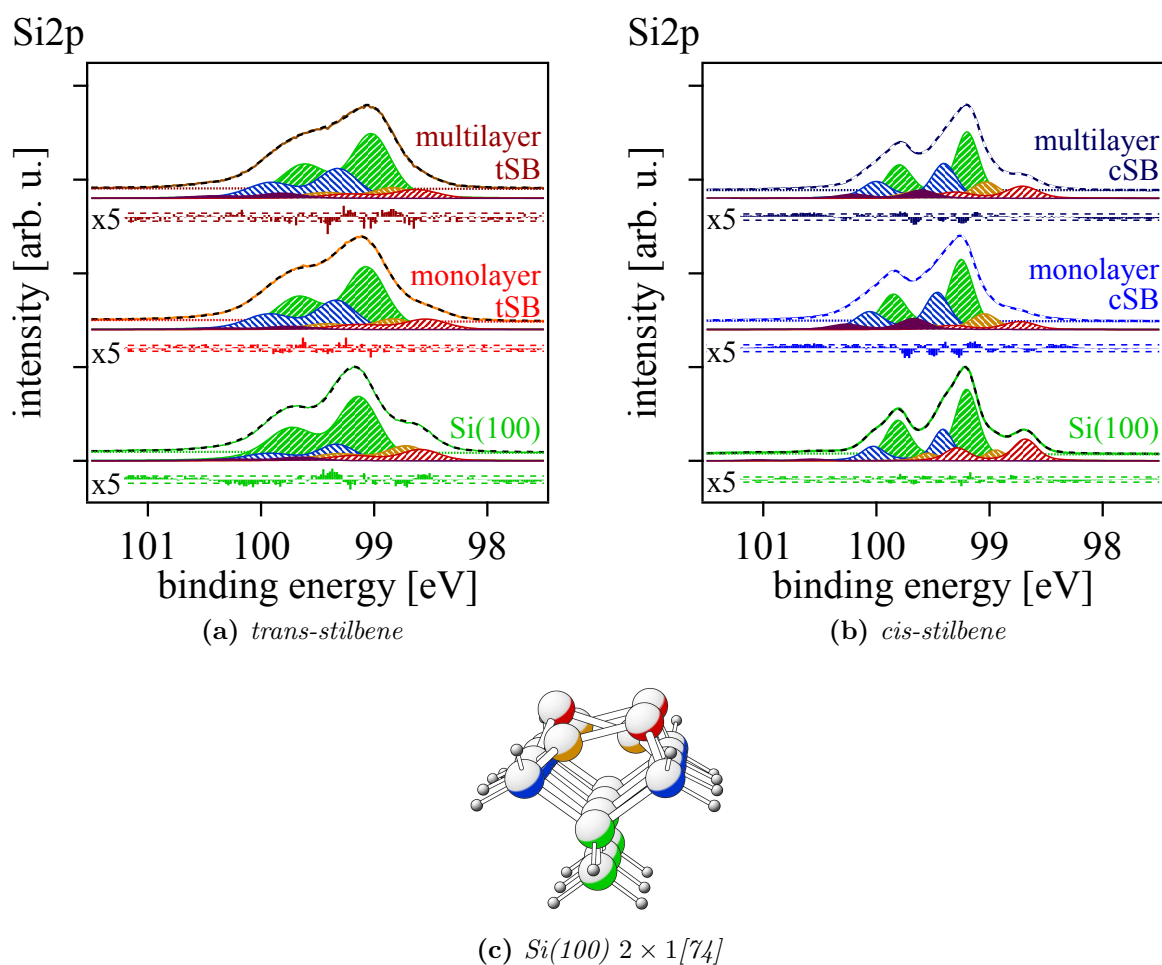 Si2p
intensity [arb. u.]
multilayer
tSB
x5
monolayer
tSB
x5
Si(100)
x5
101 100 99 98
binding energy [eV]
(a) trans-stilbene
Si2p
intensity [arb. u.]
multilayer
cSB
x5
monolayer
cSB
x5
Si(100)
x5
101 100 99 98
binding energy [eV]
(b) cis-stilbene
(c) Si(100) 2 × 1[74]